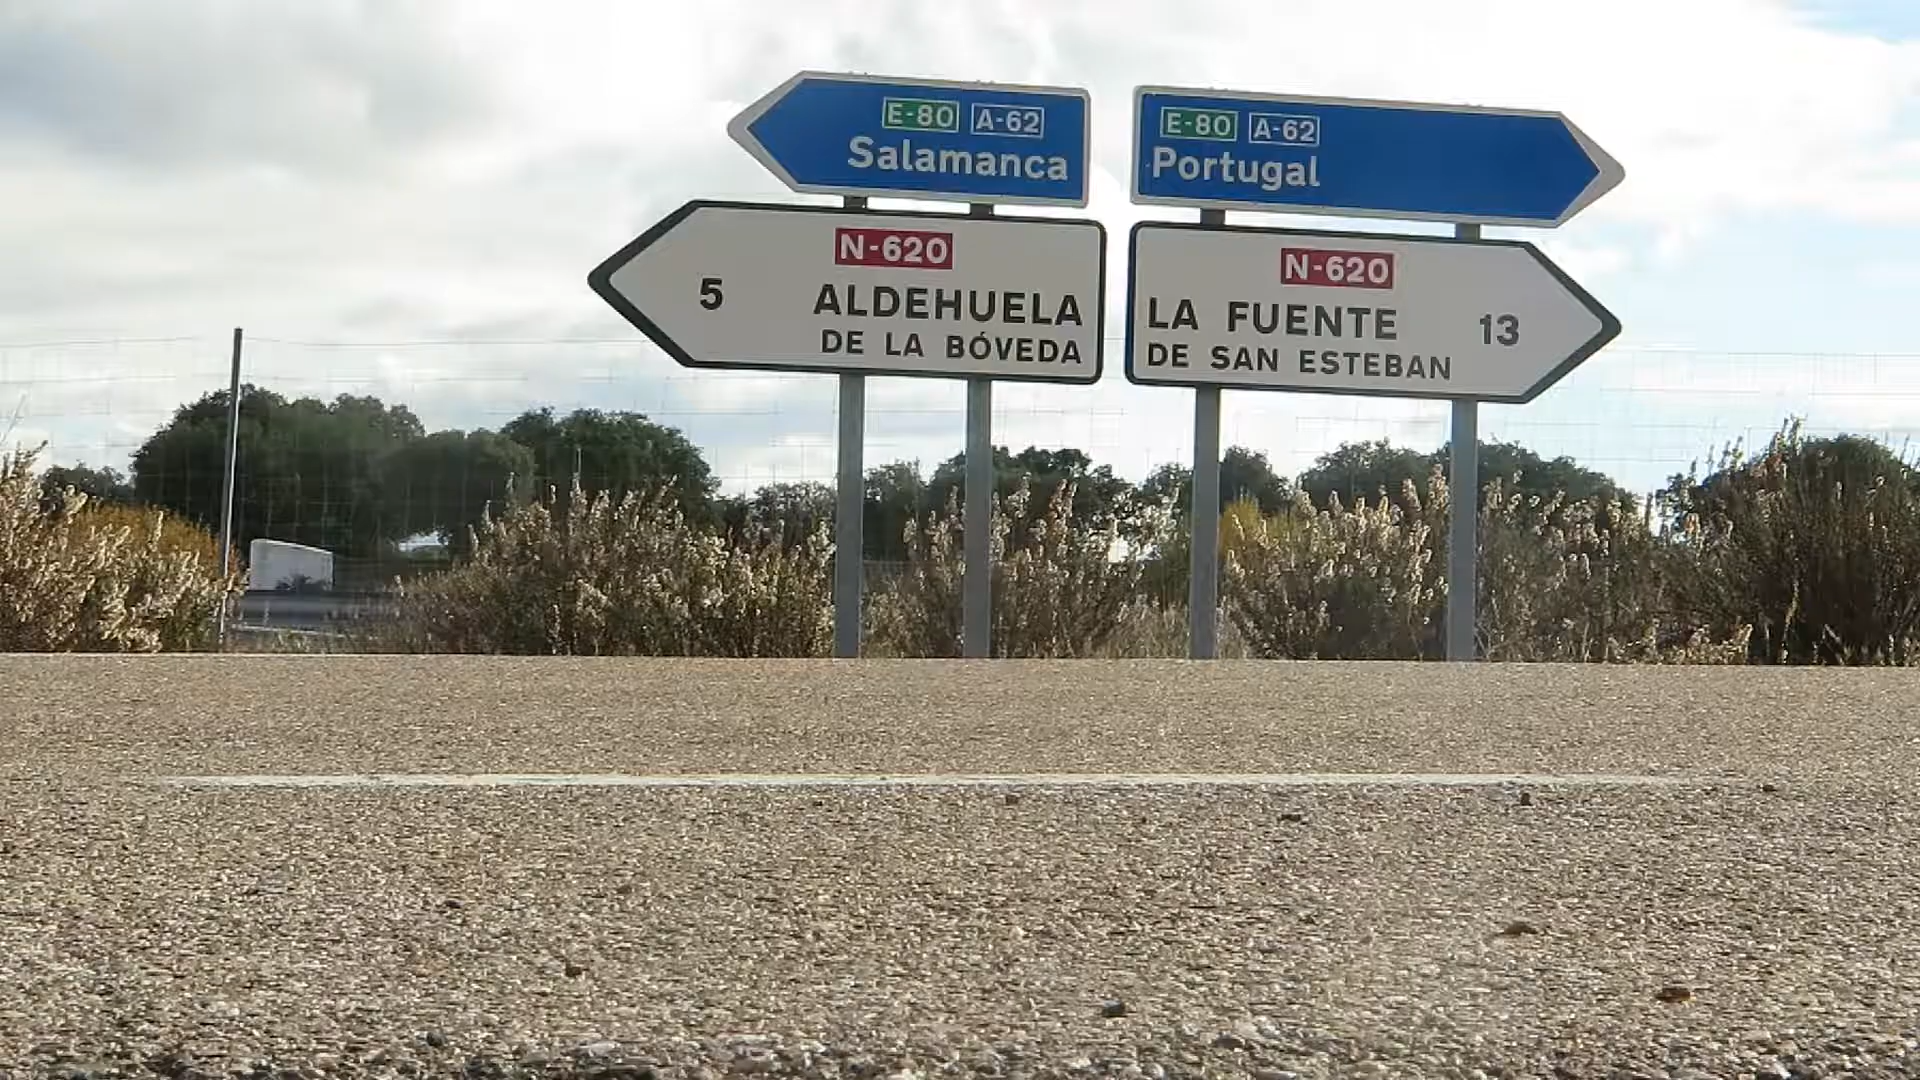 E-80 A-62
Salamanca
E-80 A-62
Portugal
N-620
5 ALDEHUELA
DE LA BÓVEDA
N-620
LA FUENTE 13
DE SAN ESTEBAN